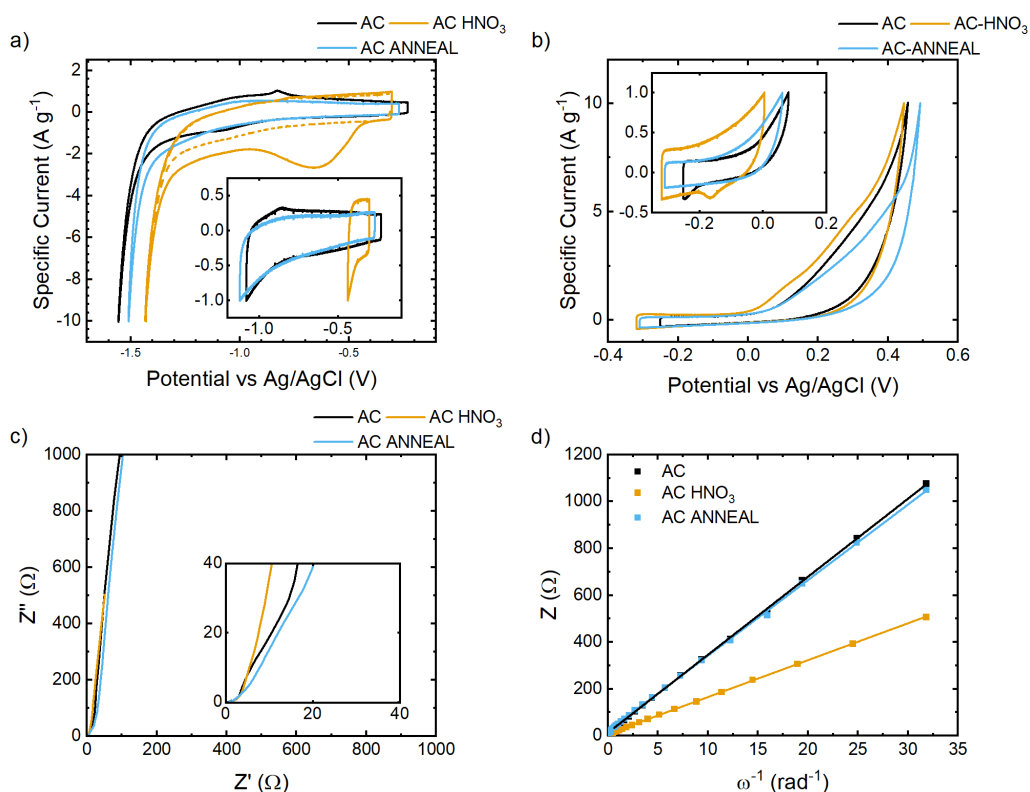 a)
AC AC HNO₃
AC ANNEAL
Specific Current (A g⁻¹)
2
0
-2
-4
-6
-8
-10
-1.5 -1.0 -0.5
Potential vs Ag/AgCl (V)
0.5
0.0
-0.5
-1.0
-1.0 -0.5
b)
AC AC-HNO₃
AC-ANNEAL
Specific Current (A g⁻¹)
10
5
0
-0.4 -0.2 0.0 0.2 0.4 0.6
Potential vs Ag/AgCl (V)
1.0
0.5
0.0
-0.5
-0.2 0.0 0.2
c)
AC AC HNO₃
AC ANNEAL
Z'' (Ω)
1000
800
600
400
200
0
0 200 400 600 800 1000
Z' (Ω)
40
20
0
0 20 40
d)
AC
AC HNO₃
AC ANNEAL
Z (Ω)
1200
1000
800
600
400
200
0
0 5 10 15 20 25 30 35
ω⁻¹ (rad⁻¹)